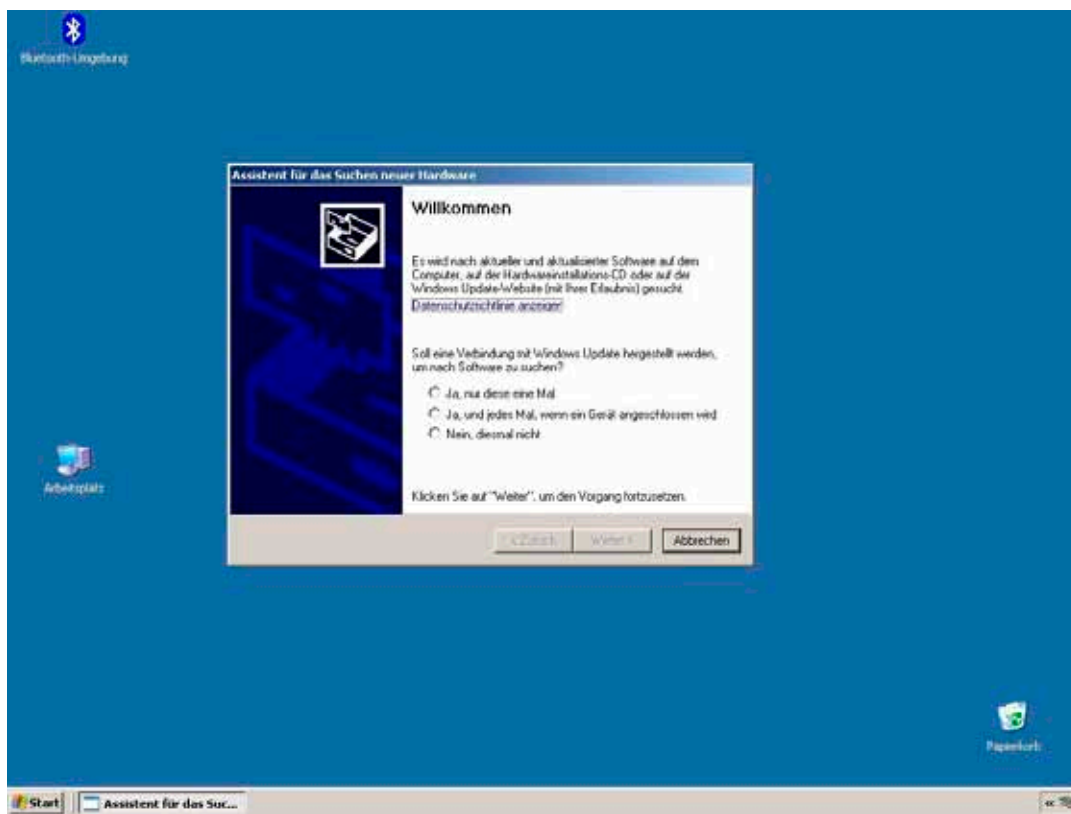 Bluetooth-Umgebung
Assistent für das Suchen neuer Hardware
Willkommen
Es wird nach aktueller und aktualisierter Software auf dem
Computer, auf der Hardwareinstallations-CD oder auf der
Windows Update-Website (mit Ihrer Erlaubnis) gesucht.
Datenschutzrichtlinie anzeigen
Soll eine Verbindung mit Windows Update hergestellt werden,
um nach Software zu suchen?
Ja, nur diese eine Mal
Ja, und jedes Mal, wenn ein Gerät angeschlossen wird
Nein, diesmal nicht
Klicken Sie auf "Weiter", um den Vorgang fortzusetzen.
< Zurück
Weiter >
Abbrechen
Arbeitsplatz
Papierkorb
Start
Assistent für das Suc...
«